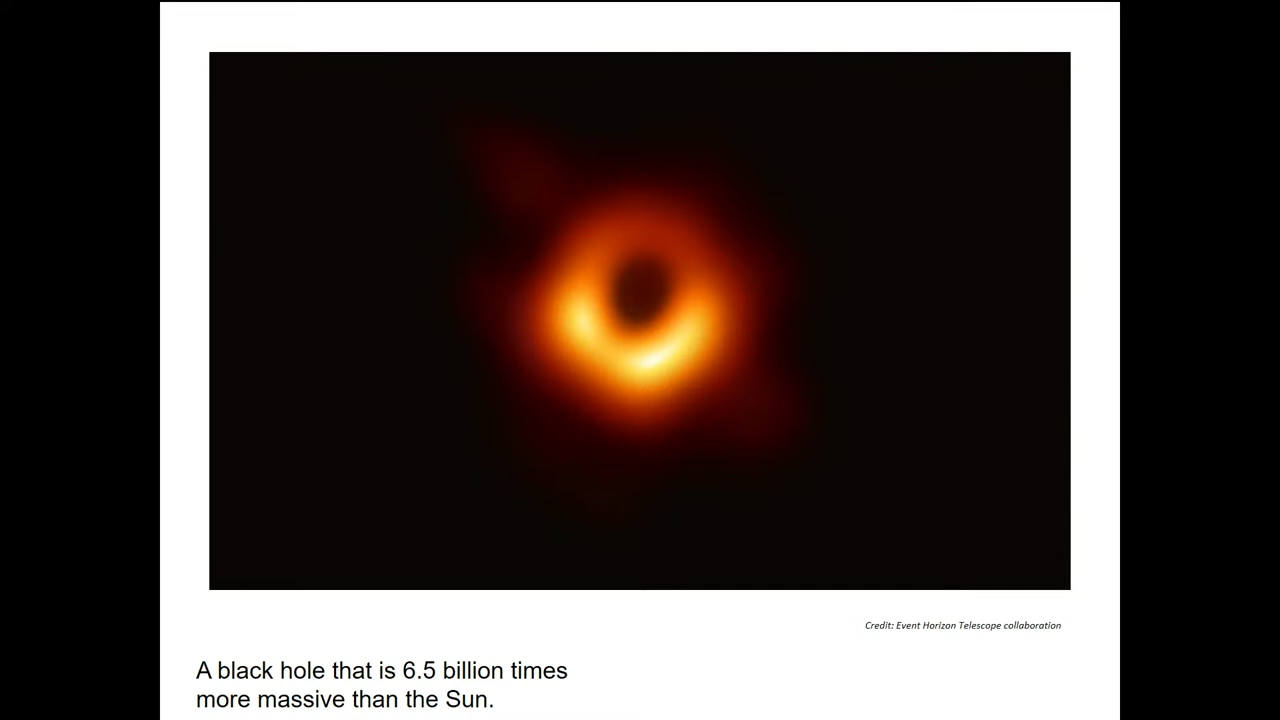 Credit: Event Horizon Telescope collaboration
A black hole that is 6.5 billion times
more massive than the Sun.